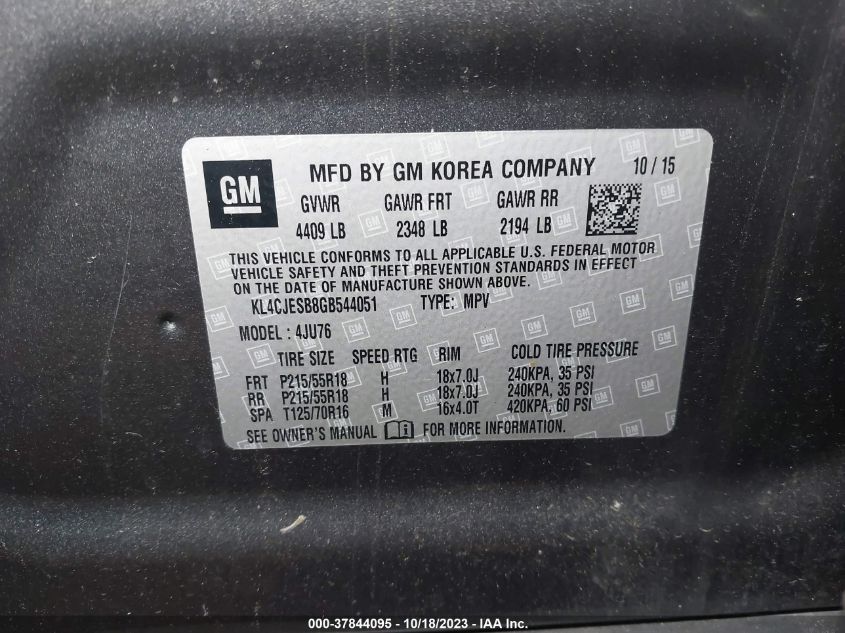 GM MFD BY GM KOREA COMPANY 10 / 15
GVWR GAWR FRT GAWR RR
4409 LB 2348 LB 2194 LB
THIS VEHICLE CONFORMS TO ALL APPLICABLE U.S. FEDERAL MOTOR
VEHICLE SAFETY AND THEFT PREVENTION STANDARDS IN EFFECT
ON THE DATE OF MANUFACTURE SHOWN ABOVE.
KL4CJESB8GB544051 TYPE: MPV
MODEL : 4JU76
TIRE SIZE SPEED RTG RIM COLD TIRE PRESSURE
FRT P215/55R18 H 18x7.0J 240KPA, 35 PSI
RR P215/55R18 H 18x7.0J 240KPA, 35 PSI
SPA T125/70R16 M 16x4.0T 420KPA, 60 PSI
SEE OWNER'S MANUAL i FOR MORE INFORMATION.
000-37844095 - 10/18/2023 - IAA Inc.